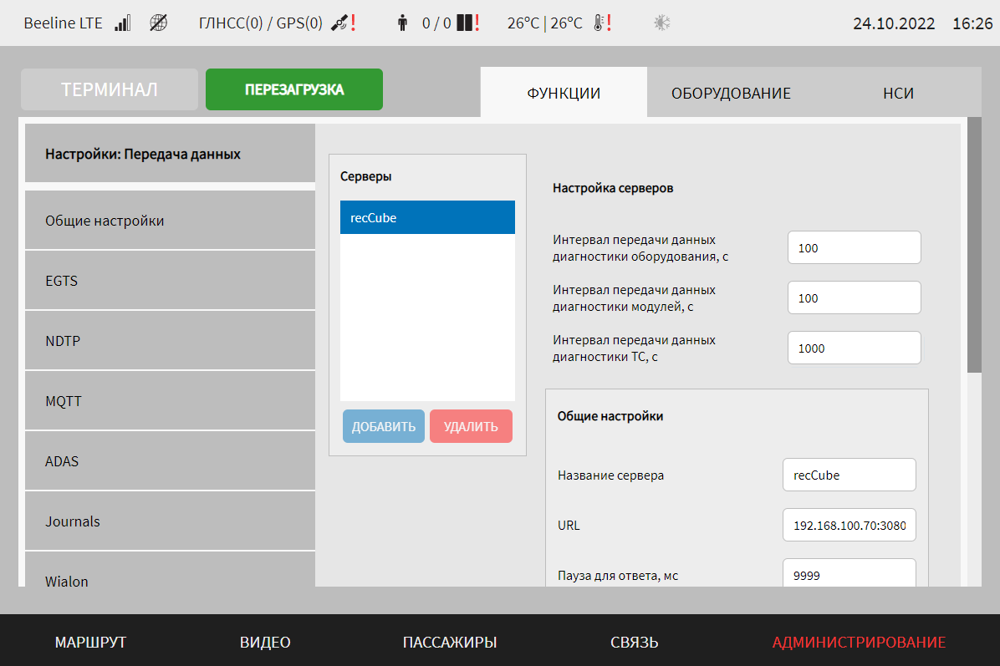 Beeline LTE ГЛНСС(0) / GPS(0) ! 0 / 0 ! 26°C | 26°C ! 24.10.2022 16:26
ТЕРМИНАЛ ПЕРЕЗАГРУЗКА ФУНКЦИИ ОБОРУДОВАНИЕ НСИ
Настройки: Передача данных
Общие настройки
EGTS
NDTP
MQTT
ADAS
Journals
Wialon
Серверы
recCube
ДОБАВИТЬ УДАЛИТЬ
Настройка серверов
Интервал передачи данных
диагностики оборудования, с 100
Интервал передачи данных
диагностики модулей, с 100
Интервал передачи данных
диагностики ТС, с 1000
Общие настройки
Название сервера recCube
URL 192.168.100.70:3080
Пауза для ответа, мс 9999
МАРШРУТ ВИДЕО ПАССАЖИРЫ СВЯЗЬ АДМИНИСТРИРОВАНИЕ